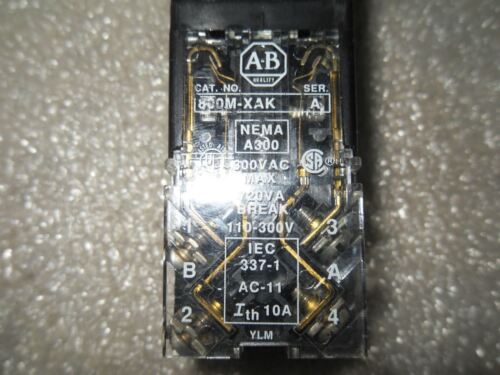 A-B
QUALITY
CAT. NO. SER.
800M-XAK A
NEMA
A300
300VAC
MAX
720VA
BREAK
110-300V
1 3
IEC
337-1
B A
AC-11
Ith 10A
2 4
YLM